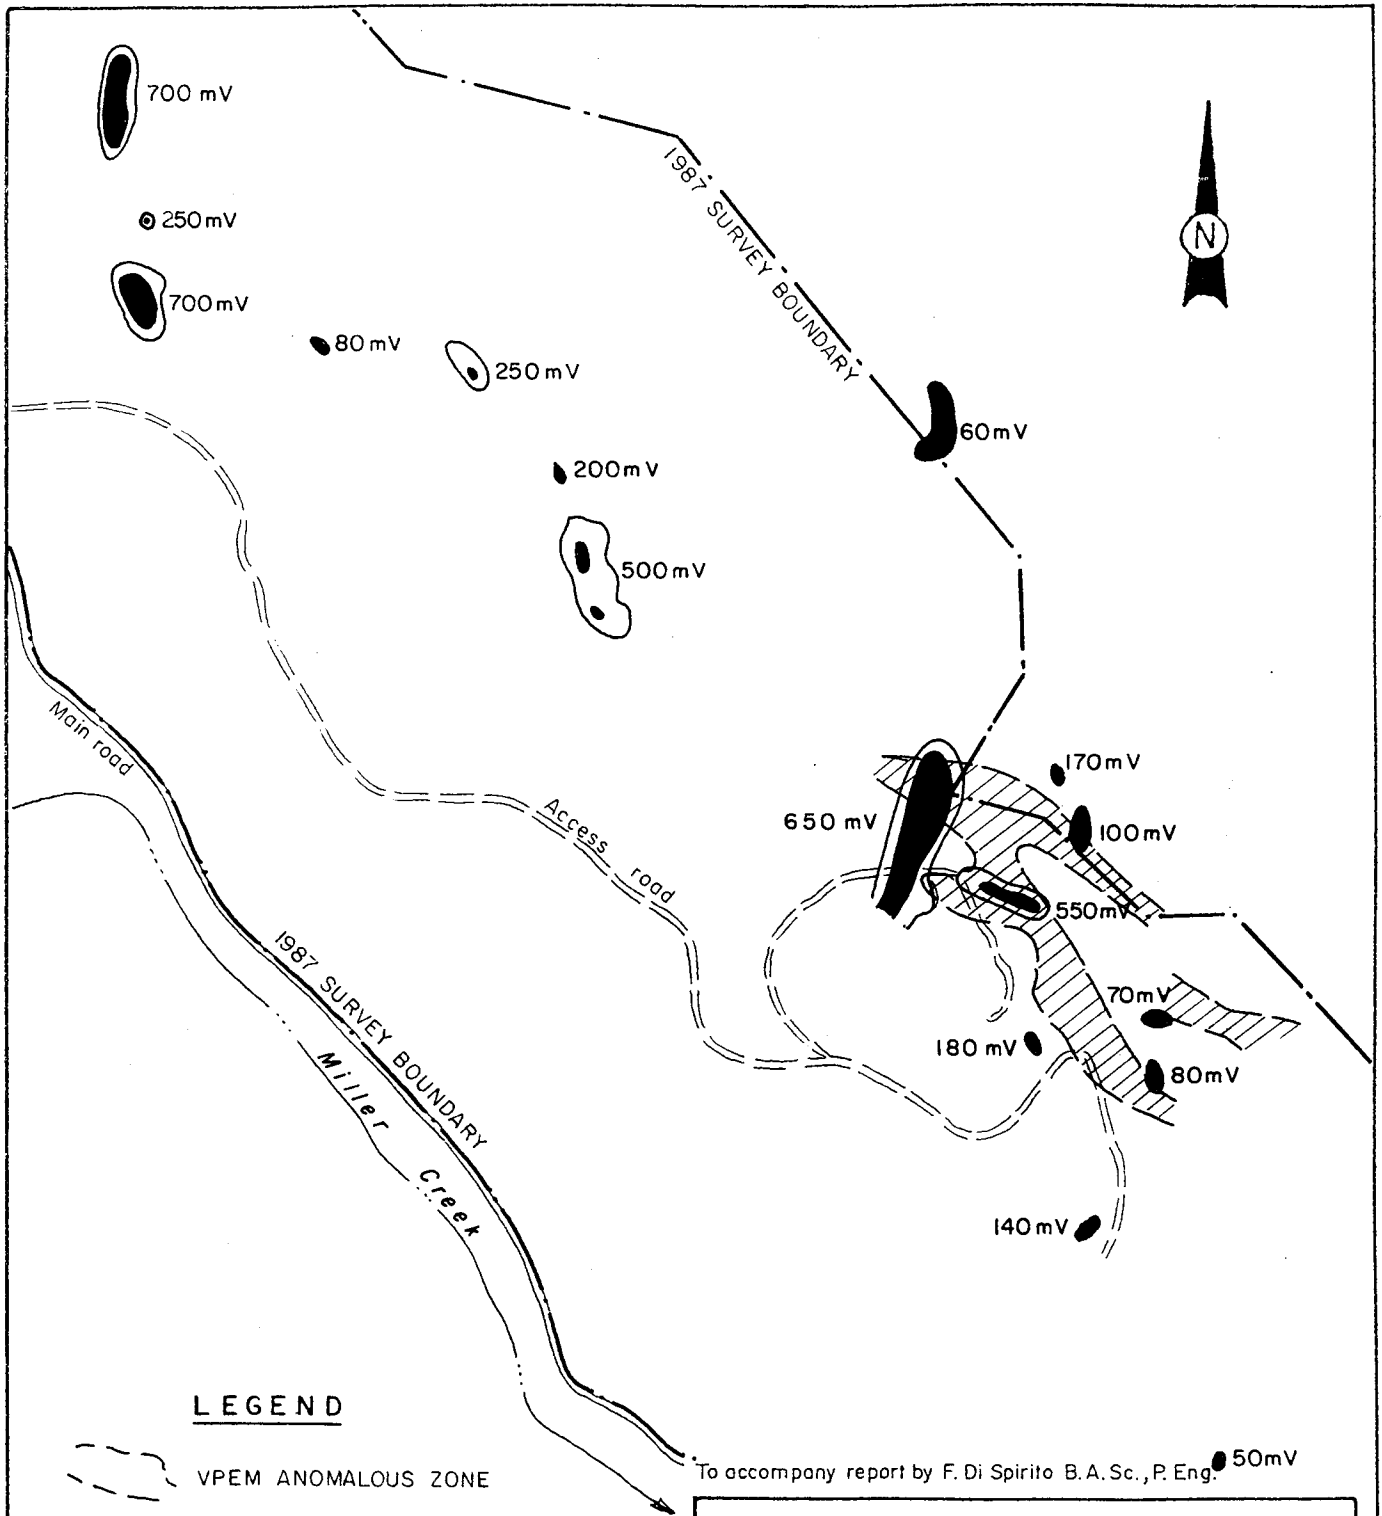 700 mV
250mV
700mV
80 mV
250mV
1987 SURVEY BOUNDARY
N
60mV
200mV
500mV
Main road
Access road
170mV
650 mV
100mV
550mV
1987 SURVEY BOUNDARY
70mV
180 mV
80mV
Miller Creek
140mV
LEGEND
VPEM ANOMALOUS ZONE
50mV
To accompany report by F. Di Spirito B.A.Sc., P. Eng.